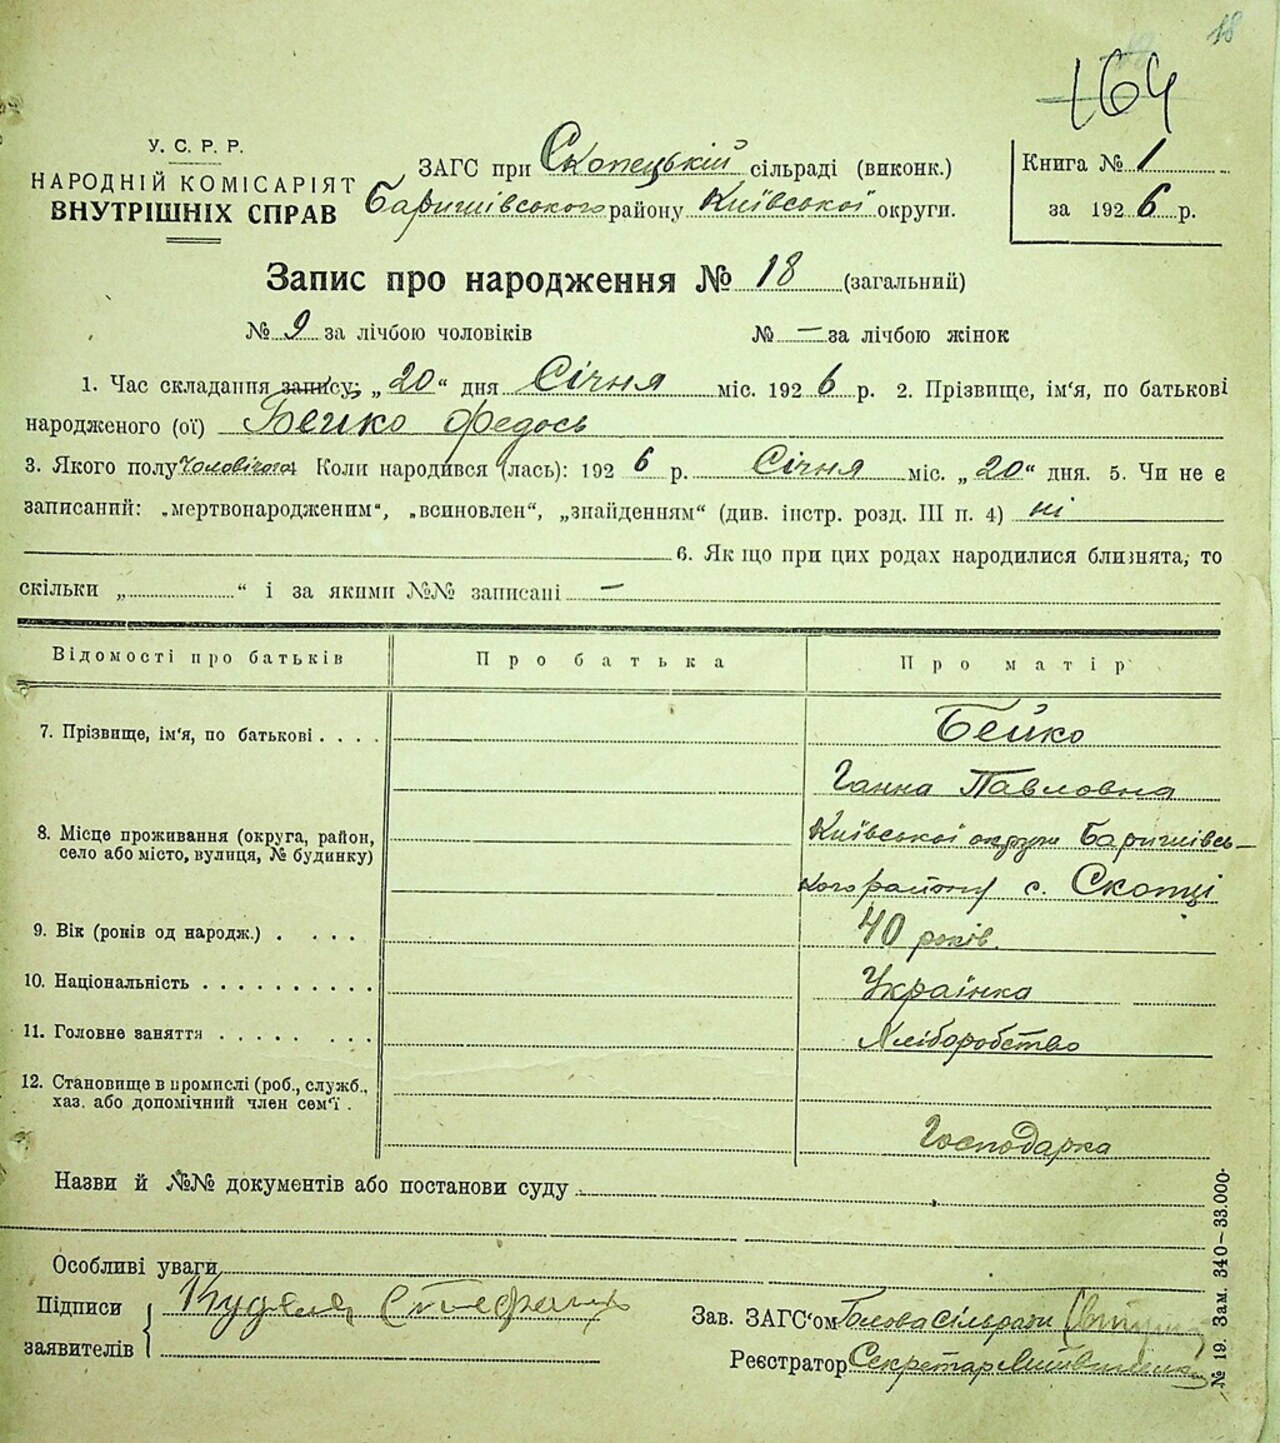 18
164
У. С. Р. Р.
НАРОДНІЙ КОМІСАРІЯТ
ВНУТРІШНІХ СПРАВ
ЗАГС при Скопецькій сільраді (виконк.)
Баришівського району Київської округи.
Книга № 1
за 1926 р.
Запис про народження № 18 (загальний)
№ 9 за лічбою чоловіків № — за лічбою жінок
1. Час складання запису: „20“ дня Січня міс. 1926 р. 2. Прізвище, ім‘я, по батькові
народженого (ої) Бейко Федось
3. Якого полу Чоловічого 4 Коли народився (лась): 1926 р. Січня міс. „20“ дня. 5. Чи не є
записаний: „мертвонародженим“, „всиновлен“, „знайденням“ (див. інстр. розд. III п. 4) ні
6. Як що при цих родах народилися близнята, то
скільки „ “ і за якими №№ записані —
Відомості про батьків Про батька Про матір
7. Прізвище, ім‘я, по батькові . . . . Бейко
Ганна Павловна
8. Місце проживання (округа, район, Київської округи Баришівсь-
село або місто, вулиця, № будинку) кого району с. Скопці
9. Вік (ронів од народж.) . . . . 40 років.
10. Національність . . . . . . . . . . Українка
11. Головне заняття . . . . . . . . Хліборобство
12. Становище в промислі (роб., служб.,
хаз. або допомічний член сем‘ї .
Господарка
Назви й №№ документів або постанови суду
Особливі уваги
Підписи
заявителів
Зав. ЗАГС‘ом Голова сільради
Реєстратор Секретар
№ 19. Зам. 340—33.000.